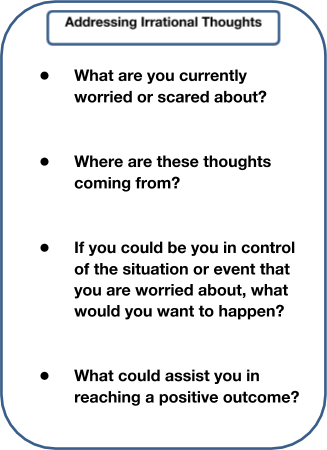 Addressing Irrational Thoughts
● What are you currently
worried or scared about?
● Where are these thoughts
coming from?
● If you could be you in control
of the situation or event that
you are worried about, what
would you want to happen?
● What could assist you in
reaching a positive outcome?